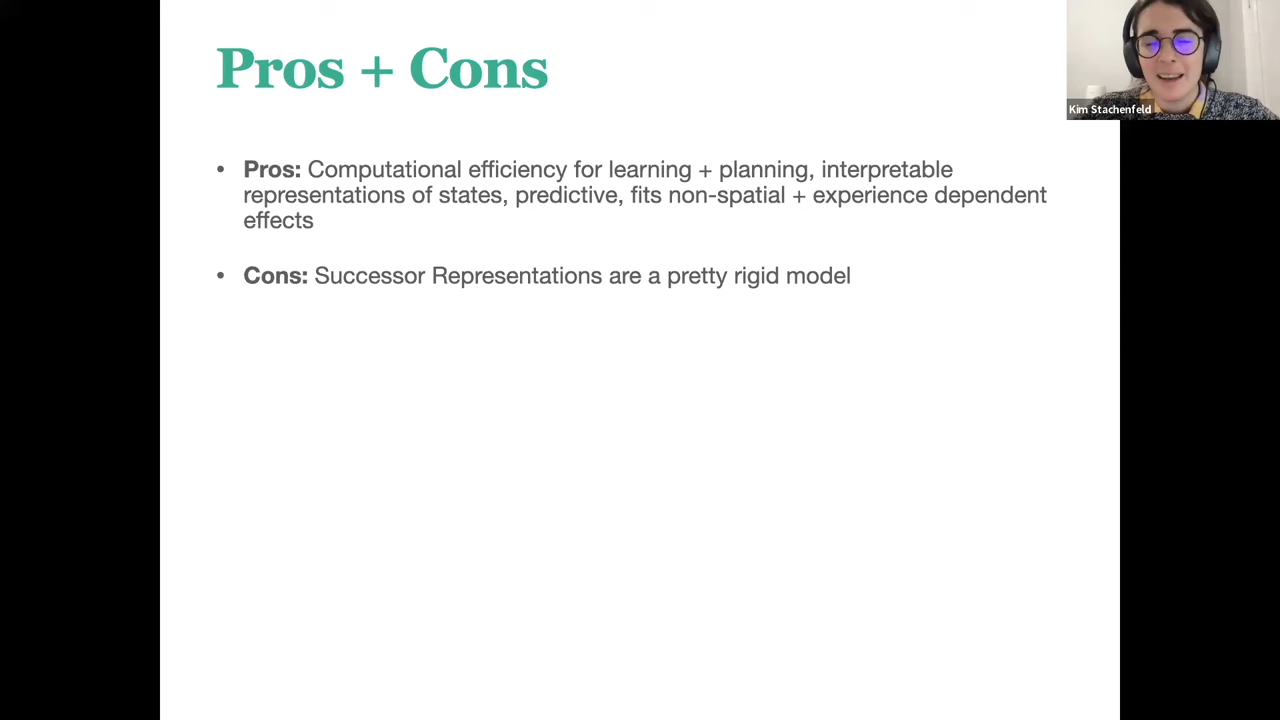 Pros + Cons
Kim Stachenfeld
• Pros: Computational efficiency for learning + planning, interpretable
representations of states, predictive, fits non-spatial + experience dependent
effects
• Cons: Successor Representations are a pretty rigid model